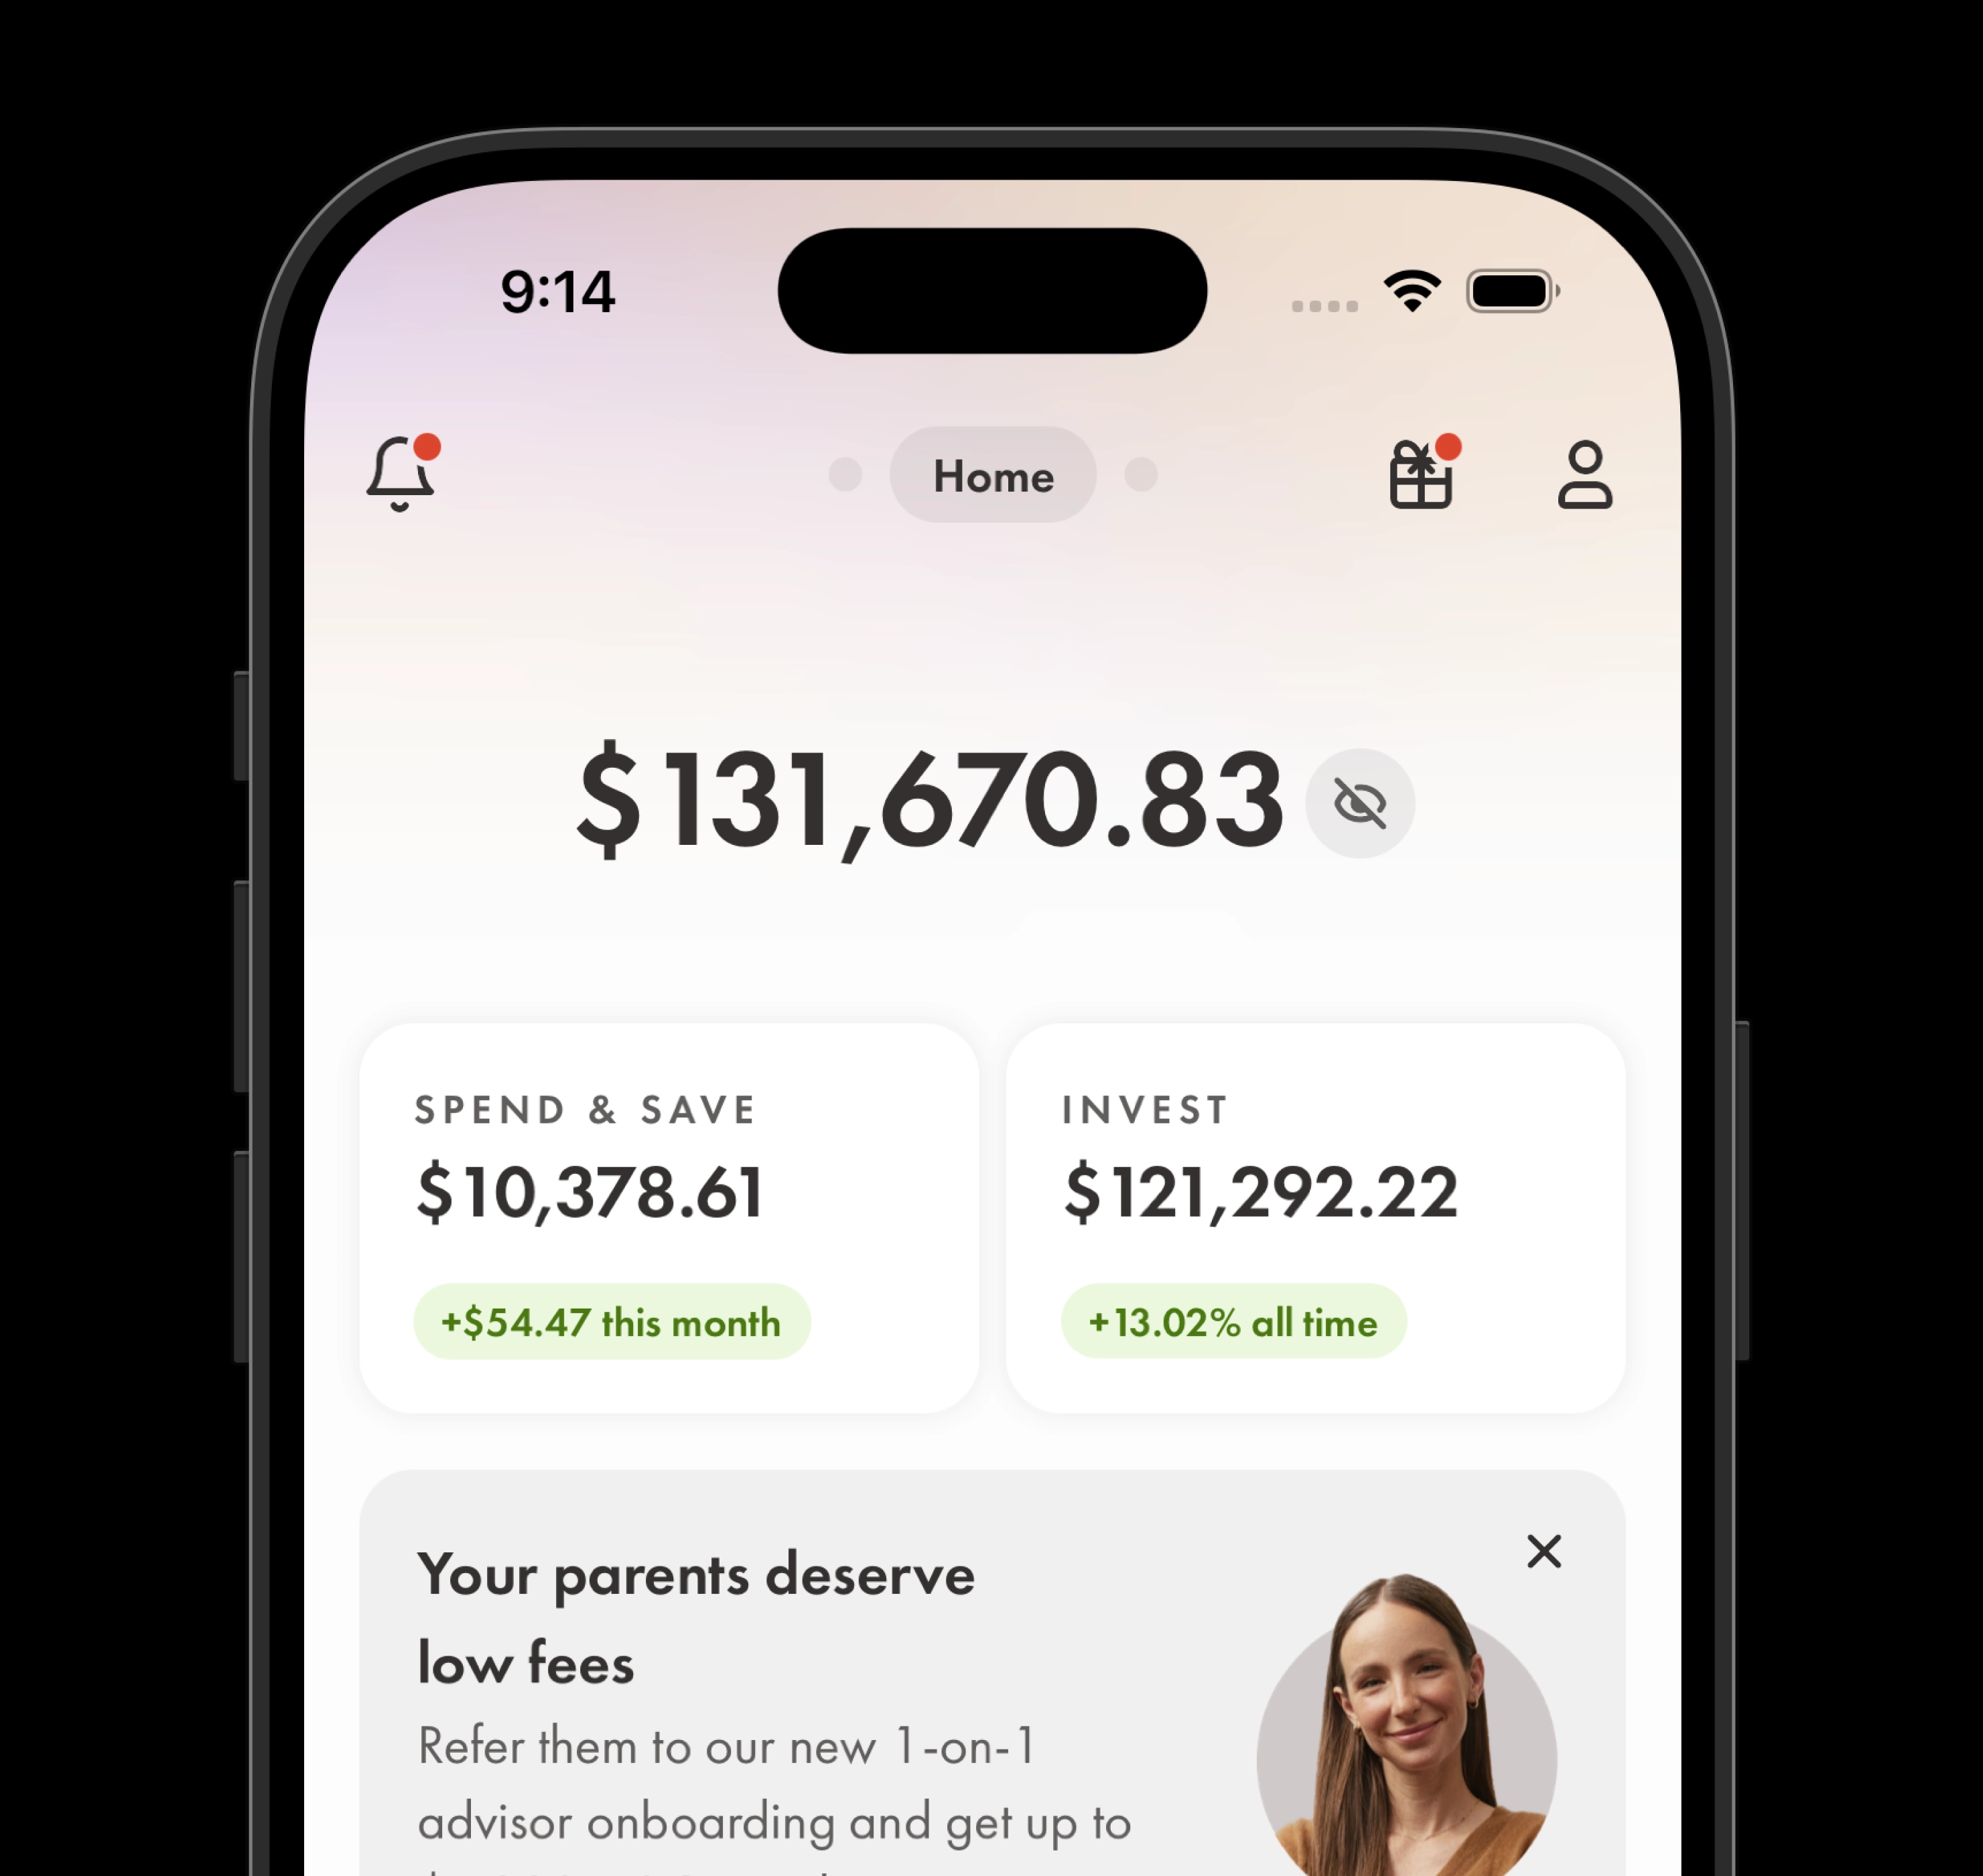 9:14
Home
$131,670.83
SPEND & SAVE
$10,378.61
+$54.47 this month
INVEST
$121,292.22
+13.02% all time
Your parents deserve
low fees
Refer them to our new 1-on-1
advisor onboarding and get up to